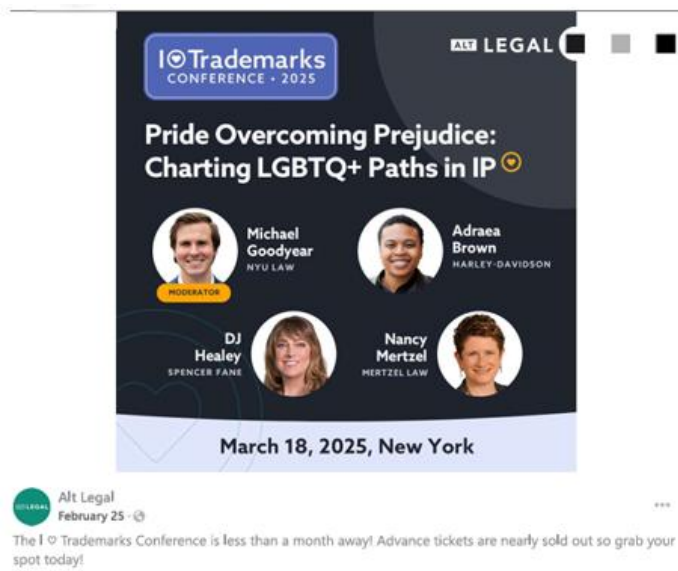 I♡Trademarks
CONFERENCE • 2025
ALT LEGAL
Pride Overcoming Prejudice:
Charting LGBTQ+ Paths in IP
Michael
Goodyear
NYU LAW
MODERATOR
Adraea
Brown
HARLEY-DAVIDSON
DJ
Healey
SPENCER FANE
Nancy
Mertzel
MERTZEL LAW
March 18, 2025, New York
Alt Legal
February 25 ·
The I ♡ Trademarks Conference is less than a month away! Advance tickets are nearly sold out so grab your
spot today!